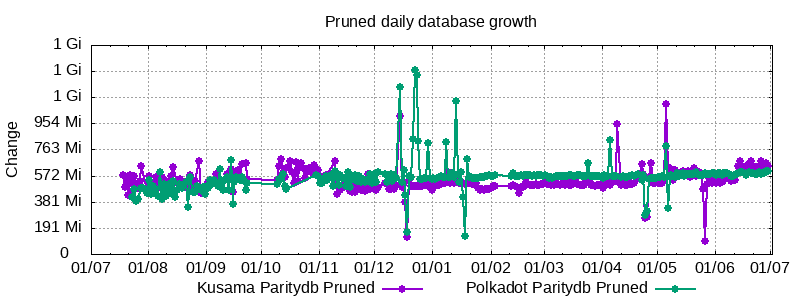 Pruned daily database growth
1 Gi
1 Gi
1 Gi
954 Mi
763 Mi
572 Mi
381 Mi
191 Mi
0
Change
01/07 01/08 01/09 01/10 01/11 01/12 01/01 01/02 01/03 01/04 01/05 01/06 01/07
Kusama Paritydb Pruned Polkadot Paritydb Pruned